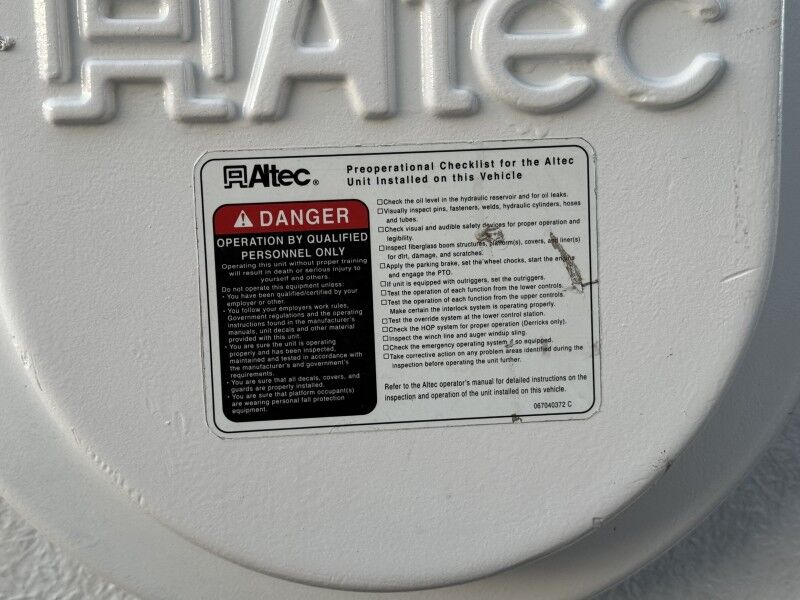 Altec
Altec®
Preoperational Checklist for the Altec
Unit Installed on this Vehicle
DANGER
OPERATION BY QUALIFIED
PERSONNEL ONLY
Operating this unit without proper training
will result in death or serious injury to
yourself and others.
Do not operate this equipment unless:
• You have been qualified/certified by your
employer or other.
• You follow your employers work rules,
Government regulations and the operating
instructions found in the manufacturer's
manuals, unit decals and other material
provided with this unit.
• You are sure the unit is operating
properly and has been inspected,
maintained and tested in accordance with
the manufacturer's and government's
requirements.
• You are sure that all decals, covers, and
guards are properly installed.
• You are sure that platform occupant(s)
are wearing personal fall protection
equipment.
☐Check the oil level in the hydraulic reservoir and for oil leaks.
☐Visually inspect pins, fasteners, welds, hydraulic cylinders, hoses
and tubes.
☐Check visual and audible safety devices for proper operation and
legibility.
☐Inspect fiberglass boom structures, platform(s), covers, and liner(s)
for dirt, damage, and scratches.
☐Apply the parking brake, set the wheel chocks, start the engine
and engage the PTO.
☐If unit is equipped with outriggers, set the outriggers.
☐Test the operation of each function from the lower controls.
☐Test the operation of each function from the upper controls.
Make certain the interlock system is operating properly.
☐Test the override system at the lower control station.
☐Check the HOP system for proper operation (Derricks only).
☐Inspect the winch line and auger windup sling.
☐Check the emergency operating system if so equipped.
☐Take corrective action on any problem areas identified during the
inspection before operating the unit further.
Refer to the Altec operator's manual for detailed instructions on the
inspection and operation of the unit installed on this vehicle.
067040372 C